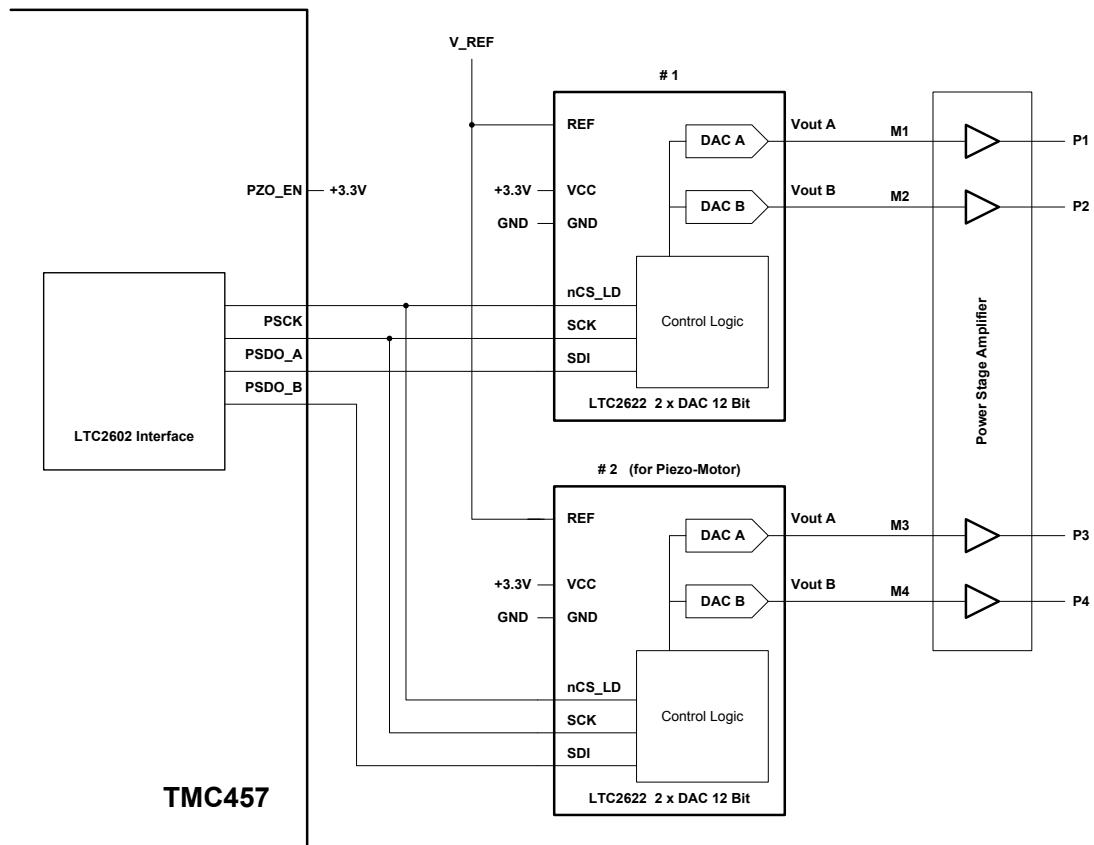 V_REF
# 1
REF
DAC A
Vout A
M1
P1
PZO_EN
+3.3V
+3.3V
VCC
DAC B
Vout B
M2
P2
GND
GND
nCS_LD
PSCK
SCK
Control Logic
PSDO_A
SDI
PSDO_B
LTC2622 2 x DAC 12 Bit
Power Stage Amplifier
LTC2602 Interface
# 2 (for Piezo-Motor)
REF
DAC A
Vout A
M3
P3
+3.3V
VCC
DAC B
Vout B
M4
P4
GND
GND
nCS_LD
SCK
Control Logic
SDI
TMC457
LTC2622 2 x DAC 12 Bit